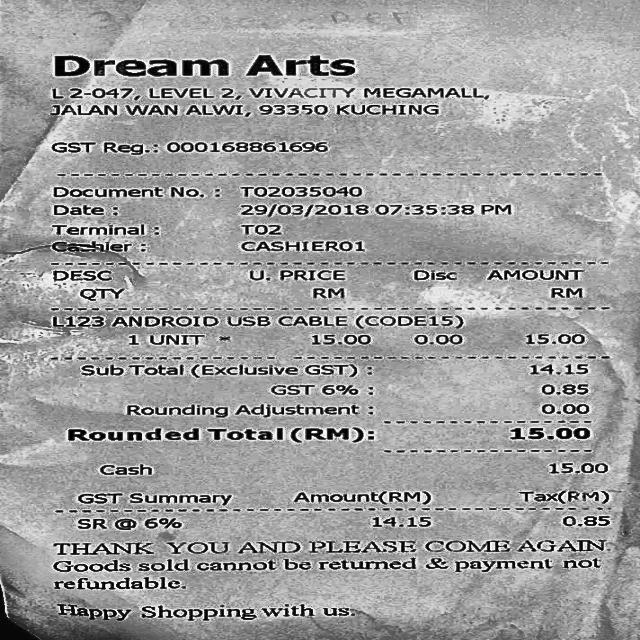 Dream Arts
L 2-047, LEVEL 2, VIVACITY MEGAMALL,
JALAN WAN ALWI, 93350 KUCHING
GST Reg.: 000168861696
Document No. : T02035040
Date : 29/03/2018 07:35:38 PM
Terminal : T02
Cashier : CASHIER01
DESC U. PRICE Disc AMOUNT
QTY RM RM
L123 ANDROID USB CABLE (CODE15)
1 UNIT * 15.00 0.00 15.00
Sub Total (Exclusive GST) : 14.15
GST 6% : 0.85
Rounding Adjustment : 0.00
Rounded Total (RM): 15.00
Cash 15.00
GST Summary Amount(RM) Tax(RM)
SR @ 6% 14.15 0.85
THANK YOU AND PLEASE COME AGAIN.
Goods sold cannot be returned & payment not
refundable.
Happy Shopping with us.